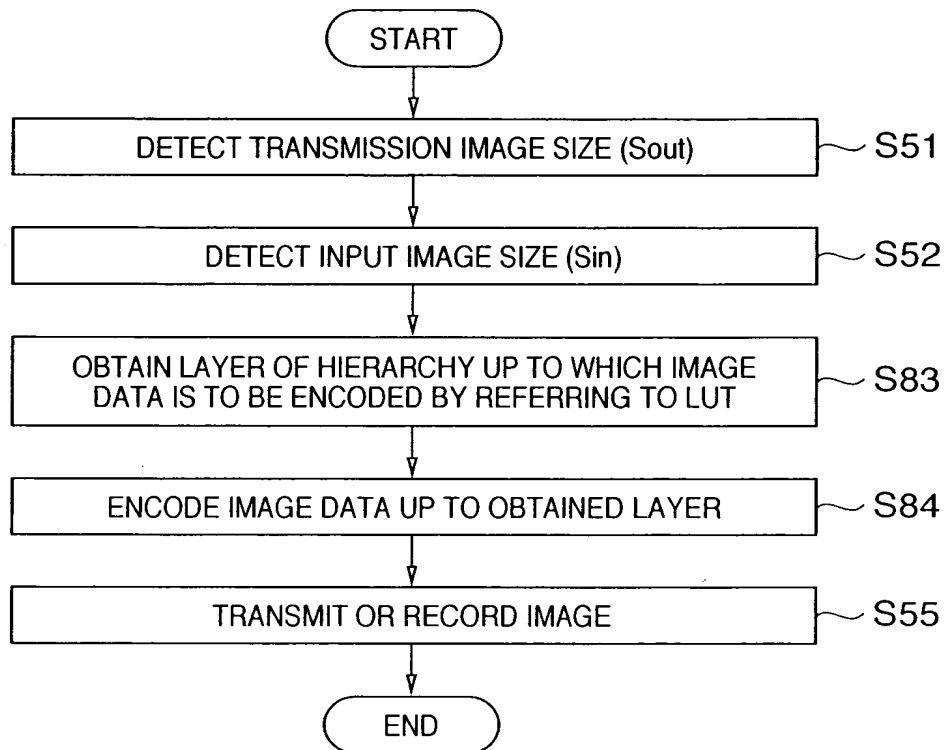 START
DETECT TRANSMISSION IMAGE SIZE (Sout)
S51
DETECT INPUT IMAGE SIZE (Sin)
S52
OBTAIN LAYER OF HIERARCHY UP TO WHICH IMAGE
DATA IS TO BE ENCODED BY REFERRING TO LUT
S83
ENCODE IMAGE DATA UP TO OBTAINED LAYER
S84
TRANSMIT OR RECORD IMAGE
S55
END